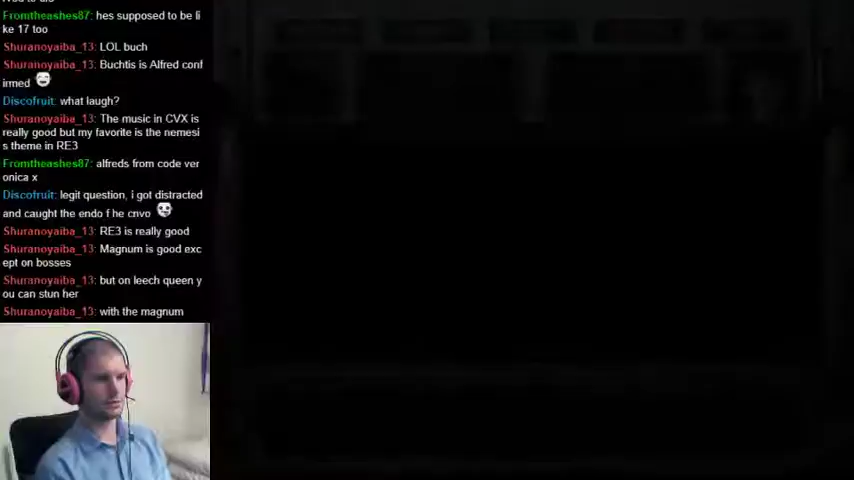 Fromtheashes87: hes supposed to be li
ke 17 too
Shuranoyaiba_13: LOL buch
Shuranoyaiba_13: Buchtis is Alfred conf
irmed
Discofruit: what laugh?
Shuranoyaiba_13: The music in CVX is
really good but my favorite is the nemesi
s theme in RE3
Fromtheashes87: alfreds from code ver
onica x
Discofruit: legit question, i got distracted
and caught the endo f he cnvo
Shuranoyaiba_13: RE3 is really good
Shuranoyaiba_13: Magnum is good exc
ept on bosses
Shuranoyaiba_13: but on leech queen y
ou can stun her
Shuranoyaiba_13: with the magnum